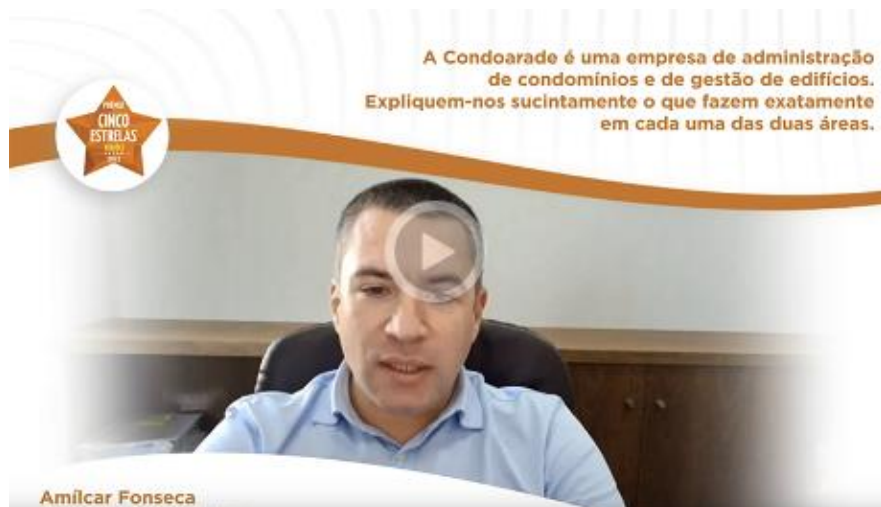 A Condoarade é uma empresa de administração
de condomínios e de gestão de edifícios.
Expliquem-nos sucintamente o que fazem exatamente
em cada uma das duas áreas.
PRÉMIO
CINCO
ESTRELAS
Amílcar Fonseca